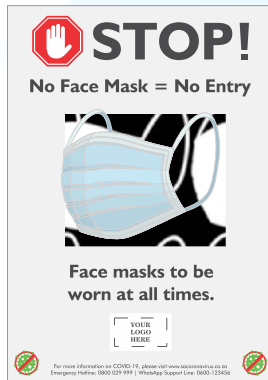 STOP!
No Face Mask = No Entry
Face masks to be
worn at all times.
YOUR
LOGO
HERE
For more information on COVID-19, please visit www.sacoronavirus.co.za
Emergency Hotline: 0800 029 999 | WhatsApp Support Line: 0600-123456